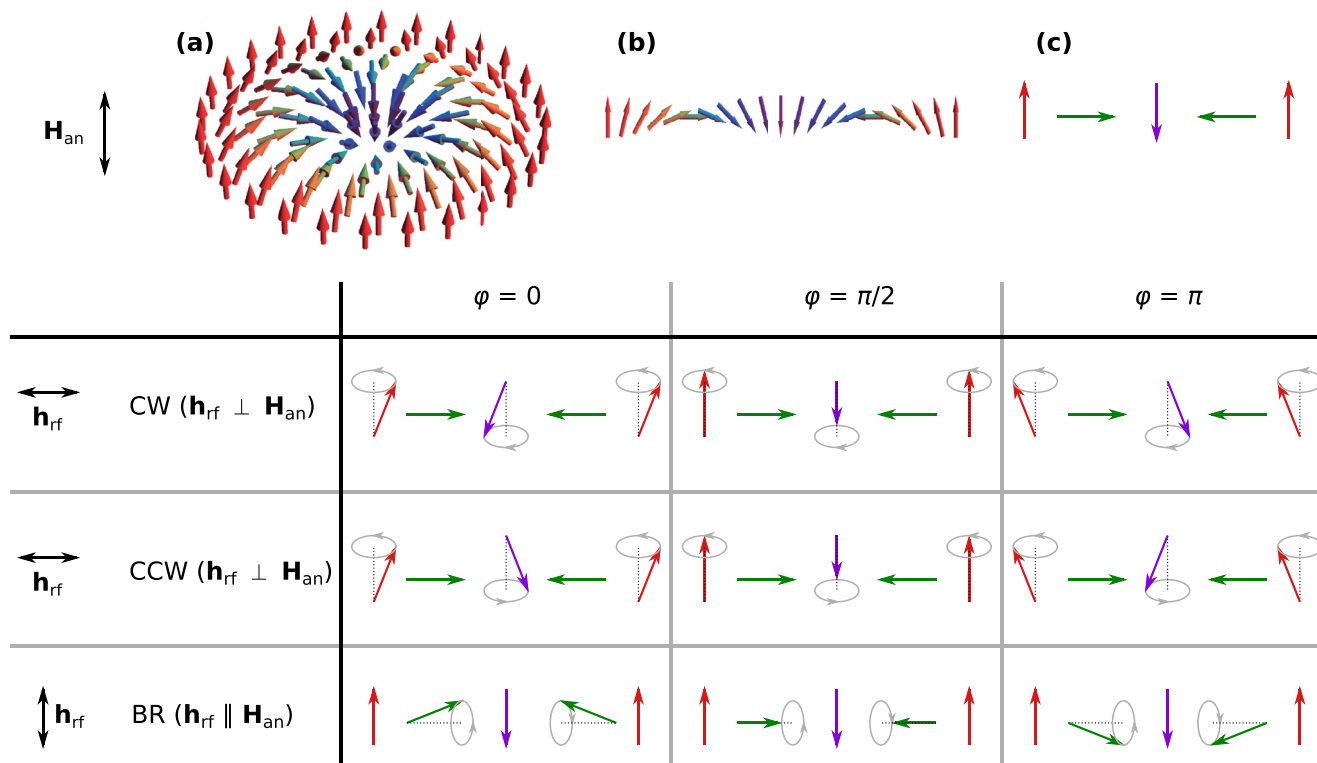 (a) (b) (c)
H_an
φ = 0 φ = π/2 φ = π
h_rf CW (h_rf ⊥ H_an)
h_rf CCW (h_rf ⊥ H_an)
h_rf BR (h_rf ∥ H_an)